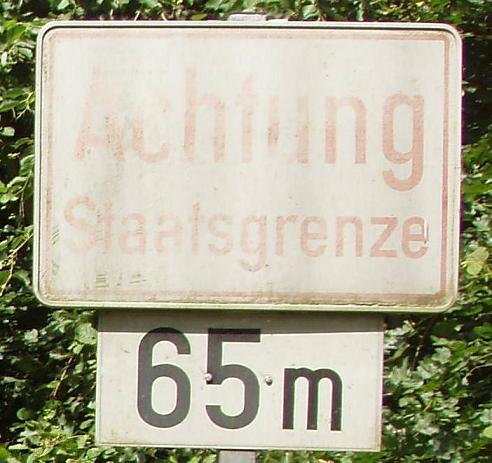 Achtung
Staatsgrenze
65 m